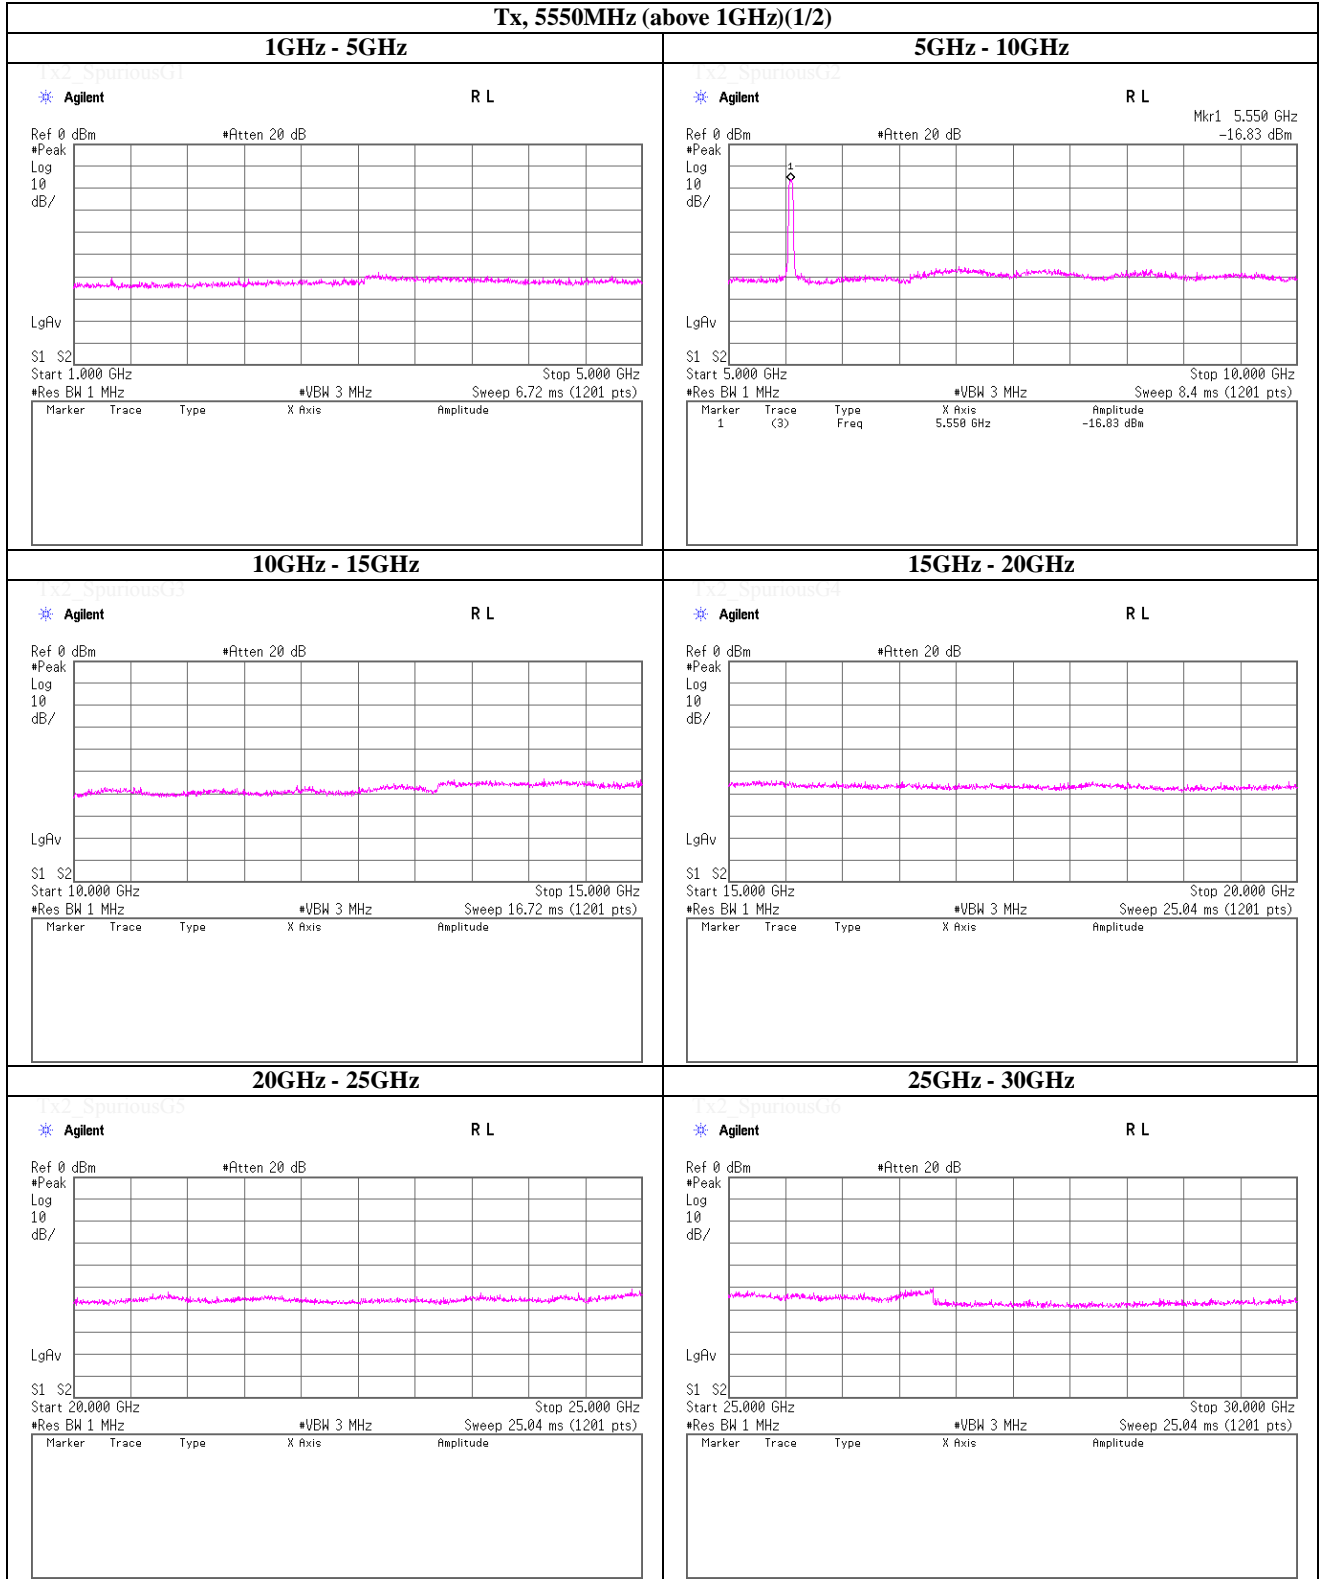 Tx, 5550MHz (above 1GHz)(1/2)
1GHz - 5GHz
Tx2_SpuriousG1
Agilent
R L
Ref 0 dBm #Atten 20 dB
#Peak
Log
10
dB/
LgAv
S1 S2
Start 1.000 GHz Stop 5.000 GHz
#Res BW 1 MHz #VBW 3 MHz Sweep 6.72 ms (1201 pts)
Marker Trace Type X Axis Amplitude
5GHz - 10GHz
Tx2_SpuriousG2
Agilent
R L
Mkr1 5.550 GHz
Ref 0 dBm #Atten 20 dB -16.83 dBm
#Peak
Log
10
dB/
1
LgAv
S1 S2
Start 5.000 GHz Stop 10.000 GHz
#Res BW 1 MHz #VBW 3 MHz Sweep 8.4 ms (1201 pts)
Marker Trace Type X Axis Amplitude
1 (3) Freq 5.550 GHz -16.83 dBm
10GHz - 15GHz
Tx2_SpuriousG3
Agilent
R L
Ref 0 dBm #Atten 20 dB
#Peak
Log
10
dB/
LgAv
S1 S2
Start 10.000 GHz Stop 15.000 GHz
#Res BW 1 MHz #VBW 3 MHz Sweep 16.72 ms (1201 pts)
Marker Trace Type X Axis Amplitude
15GHz - 20GHz
Tx2_SpuriousG4
Agilent
R L
Ref 0 dBm #Atten 20 dB
#Peak
Log
10
dB/
LgAv
S1 S2
Start 15.000 GHz Stop 20.000 GHz
#Res BW 1 MHz #VBW 3 MHz Sweep 25.04 ms (1201 pts)
Marker Trace Type X Axis Amplitude
20GHz - 25GHz
Tx2_SpuriousG5
Agilent
R L
Ref 0 dBm #Atten 20 dB
#Peak
Log
10
dB/
LgAv
S1 S2
Start 20.000 GHz Stop 25.000 GHz
#Res BW 1 MHz #VBW 3 MHz Sweep 25.04 ms (1201 pts)
Marker Trace Type X Axis Amplitude
25GHz - 30GHz
Tx2_SpuriousG6
Agilent
R L
Ref 0 dBm #Atten 20 dB
#Peak
Log
10
dB/
LgAv
S1 S2
Start 25.000 GHz Stop 30.000 GHz
#Res BW 1 MHz #VBW 3 MHz Sweep 25.04 ms (1201 pts)
Marker Trace Type X Axis Amplitude